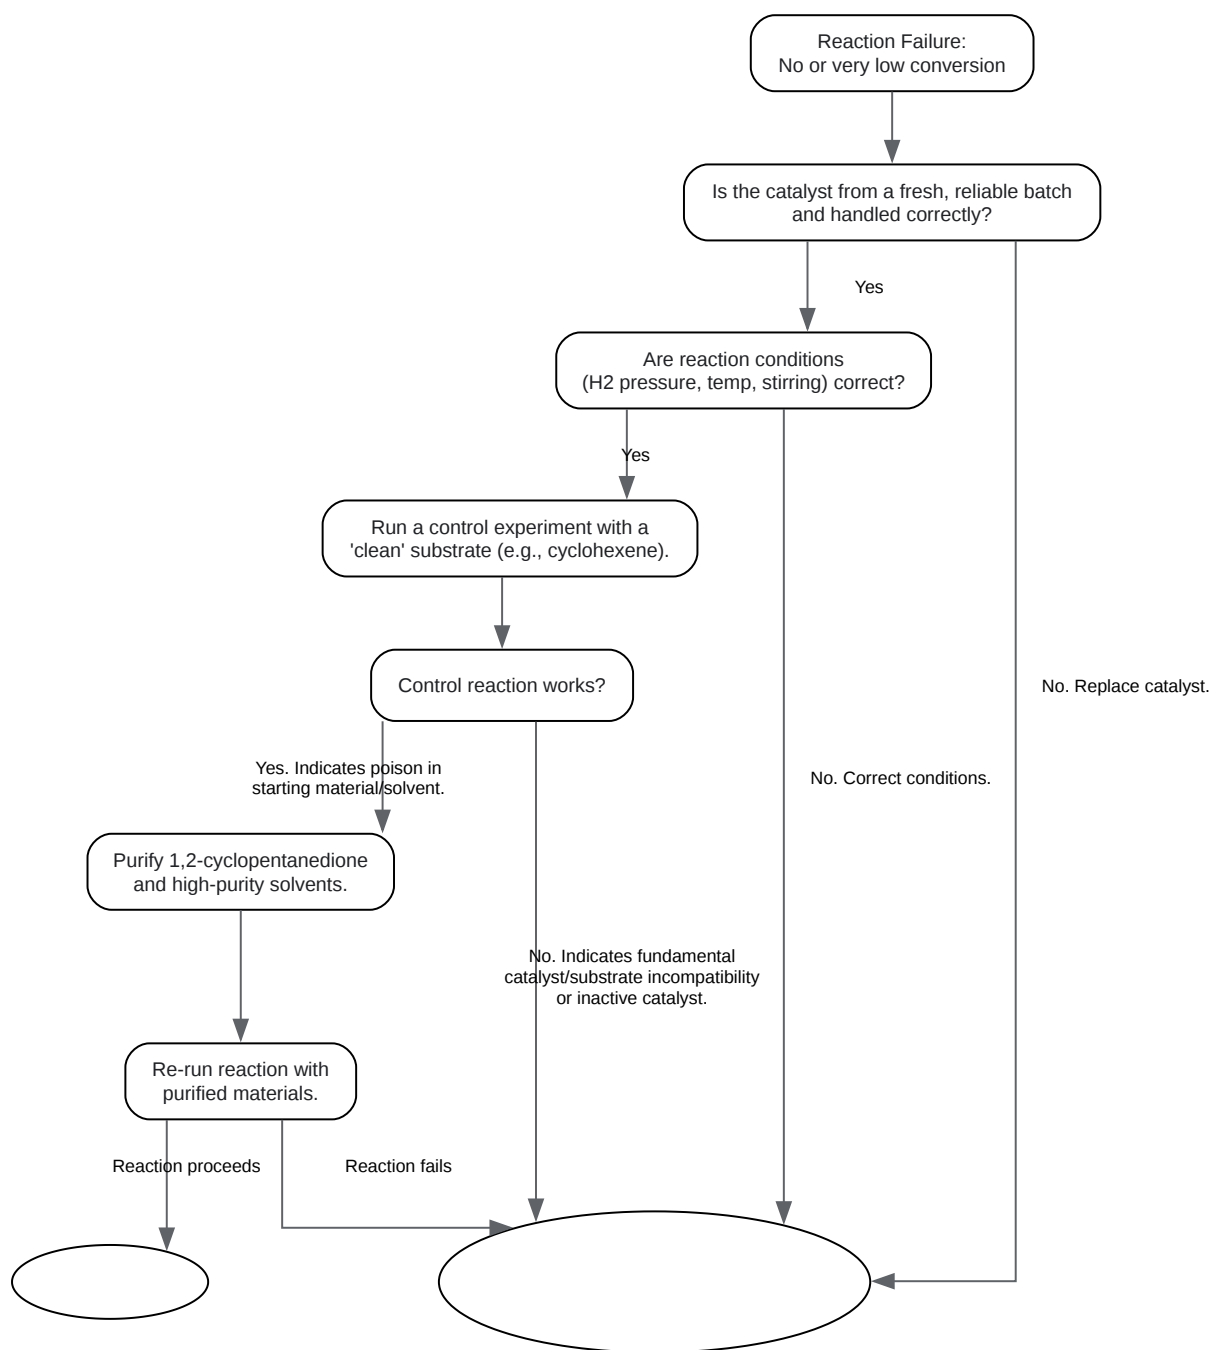 Reaction Failure:
No or very low conversion
Is the catalyst from a fresh, reliable batch
and handled correctly?
Yes
Are reaction conditions
(H2 pressure, temp, stirring) correct?
Yes
Run a control experiment with a
'clean' substrate (e.g., cyclohexene).
Control reaction works?
No. Replace catalyst.
Yes. Indicates poison in
starting material/solvent.
No. Correct conditions.
Purify 1,2-cyclopentanedione
and high-purity solvents.
No. Indicates fundamental
catalyst/substrate incompatibility
or inactive catalyst.
Re-run reaction with
purified materials.
Reaction proceeds
Reaction fails